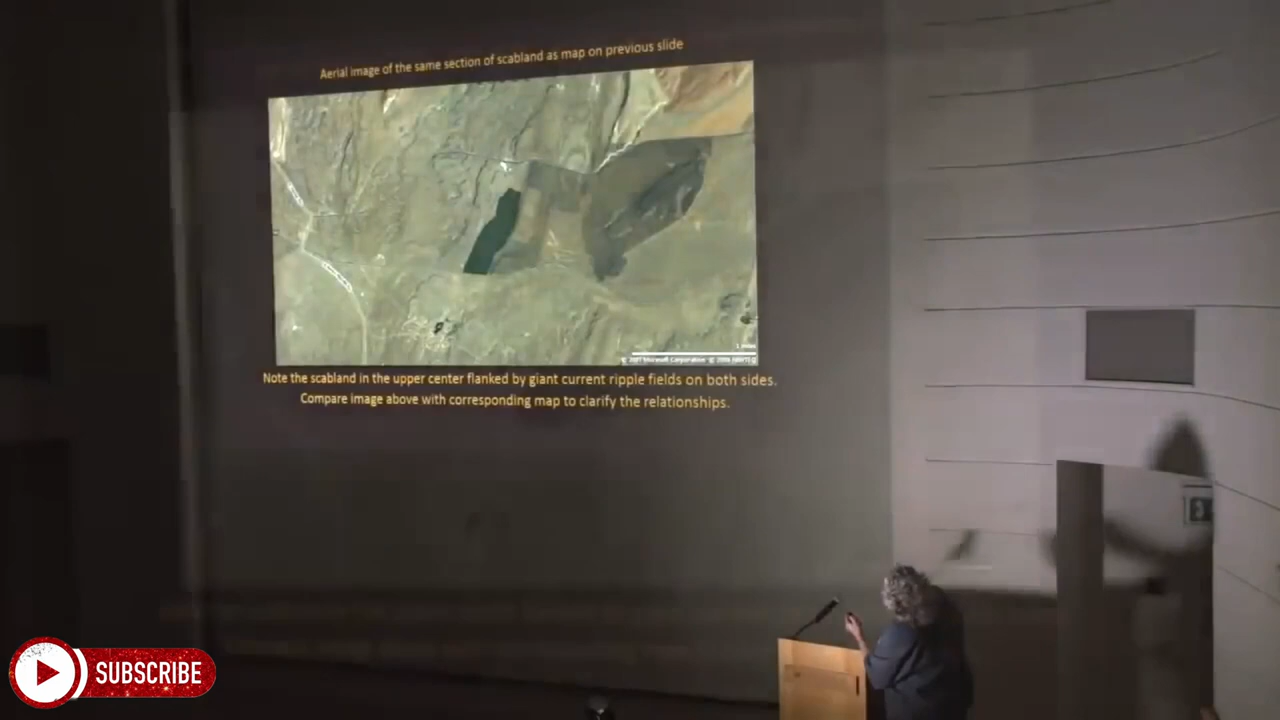 Aerial image of the same section of scabland as map on previous slide
Note the scabland in the upper center flanked by giant current ripple fields on both sides.
Compare image above with corresponding map to clarify the relationships.
SUBSCRIBE